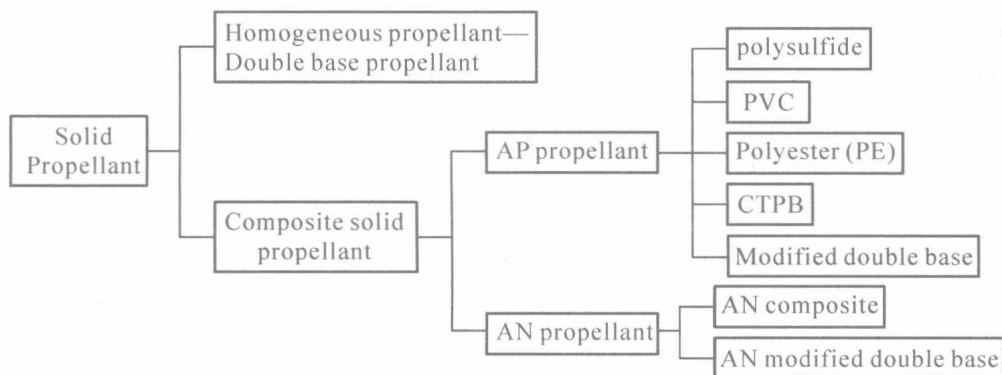 Solid
Propellant
Homogeneous propellant—
Double base propellant
Composite solid
propellant
AP propellant
AN propellant
polysulfide
PVC
Polyester (PE)
CTPB
Modified double base
AN composite
AN modified double base